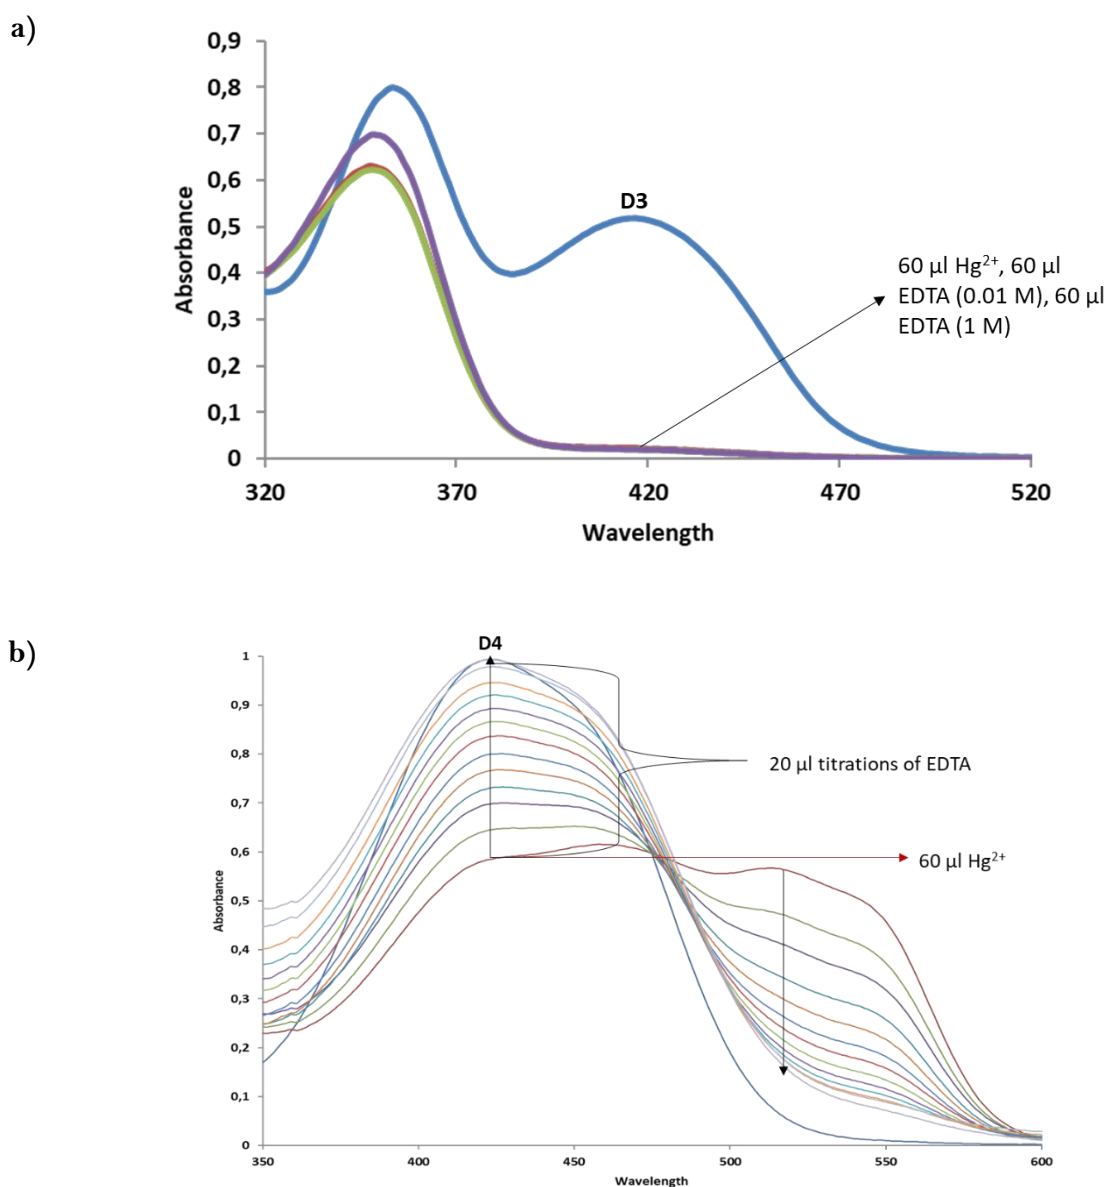 a)
0,9
0,8
0,7
0,6
0,5
0,4
0,3
0,2
0,1
0
Absorbance
D3
60 µl Hg²⁺, 60 µl
EDTA (0.01 M), 60 µl
EDTA (1 M)
320 370 420 470 520
Wavelength
b)
D4
1
0,9
0,8
0,7
0,6
0,5
0,4
0,3
0,2
0,1
0
Absorbance
20 µl titrations of EDTA
60 µl Hg²⁺
350 400 450 500 550 600
Wavelength